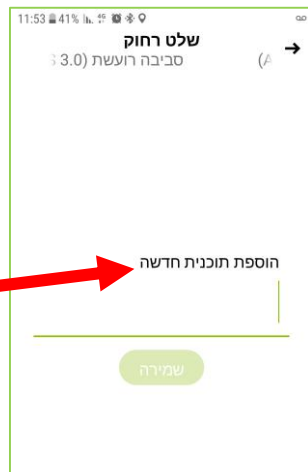 11:53 41%
שלט רחוק
סביבה רועשת (3.0
הוספת תוכנית חדשה
שמירה